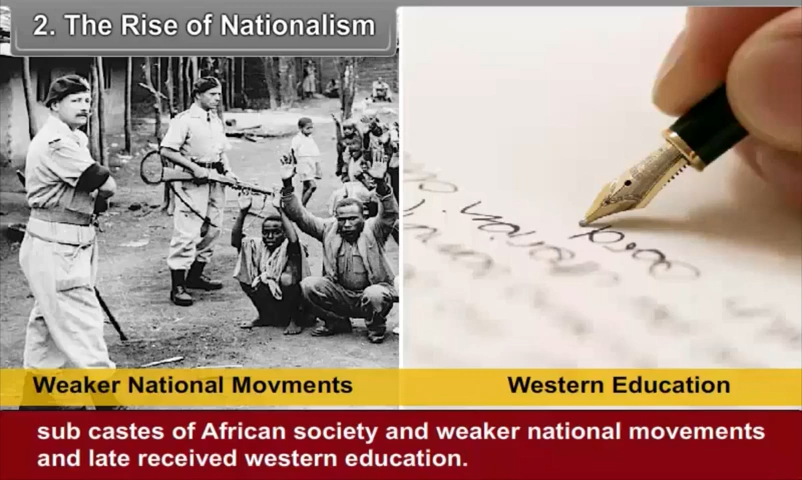 2. The Rise of Nationalism
Weaker National Movments
Western Education
sub castes of African society and weaker national movements
and late received western education.